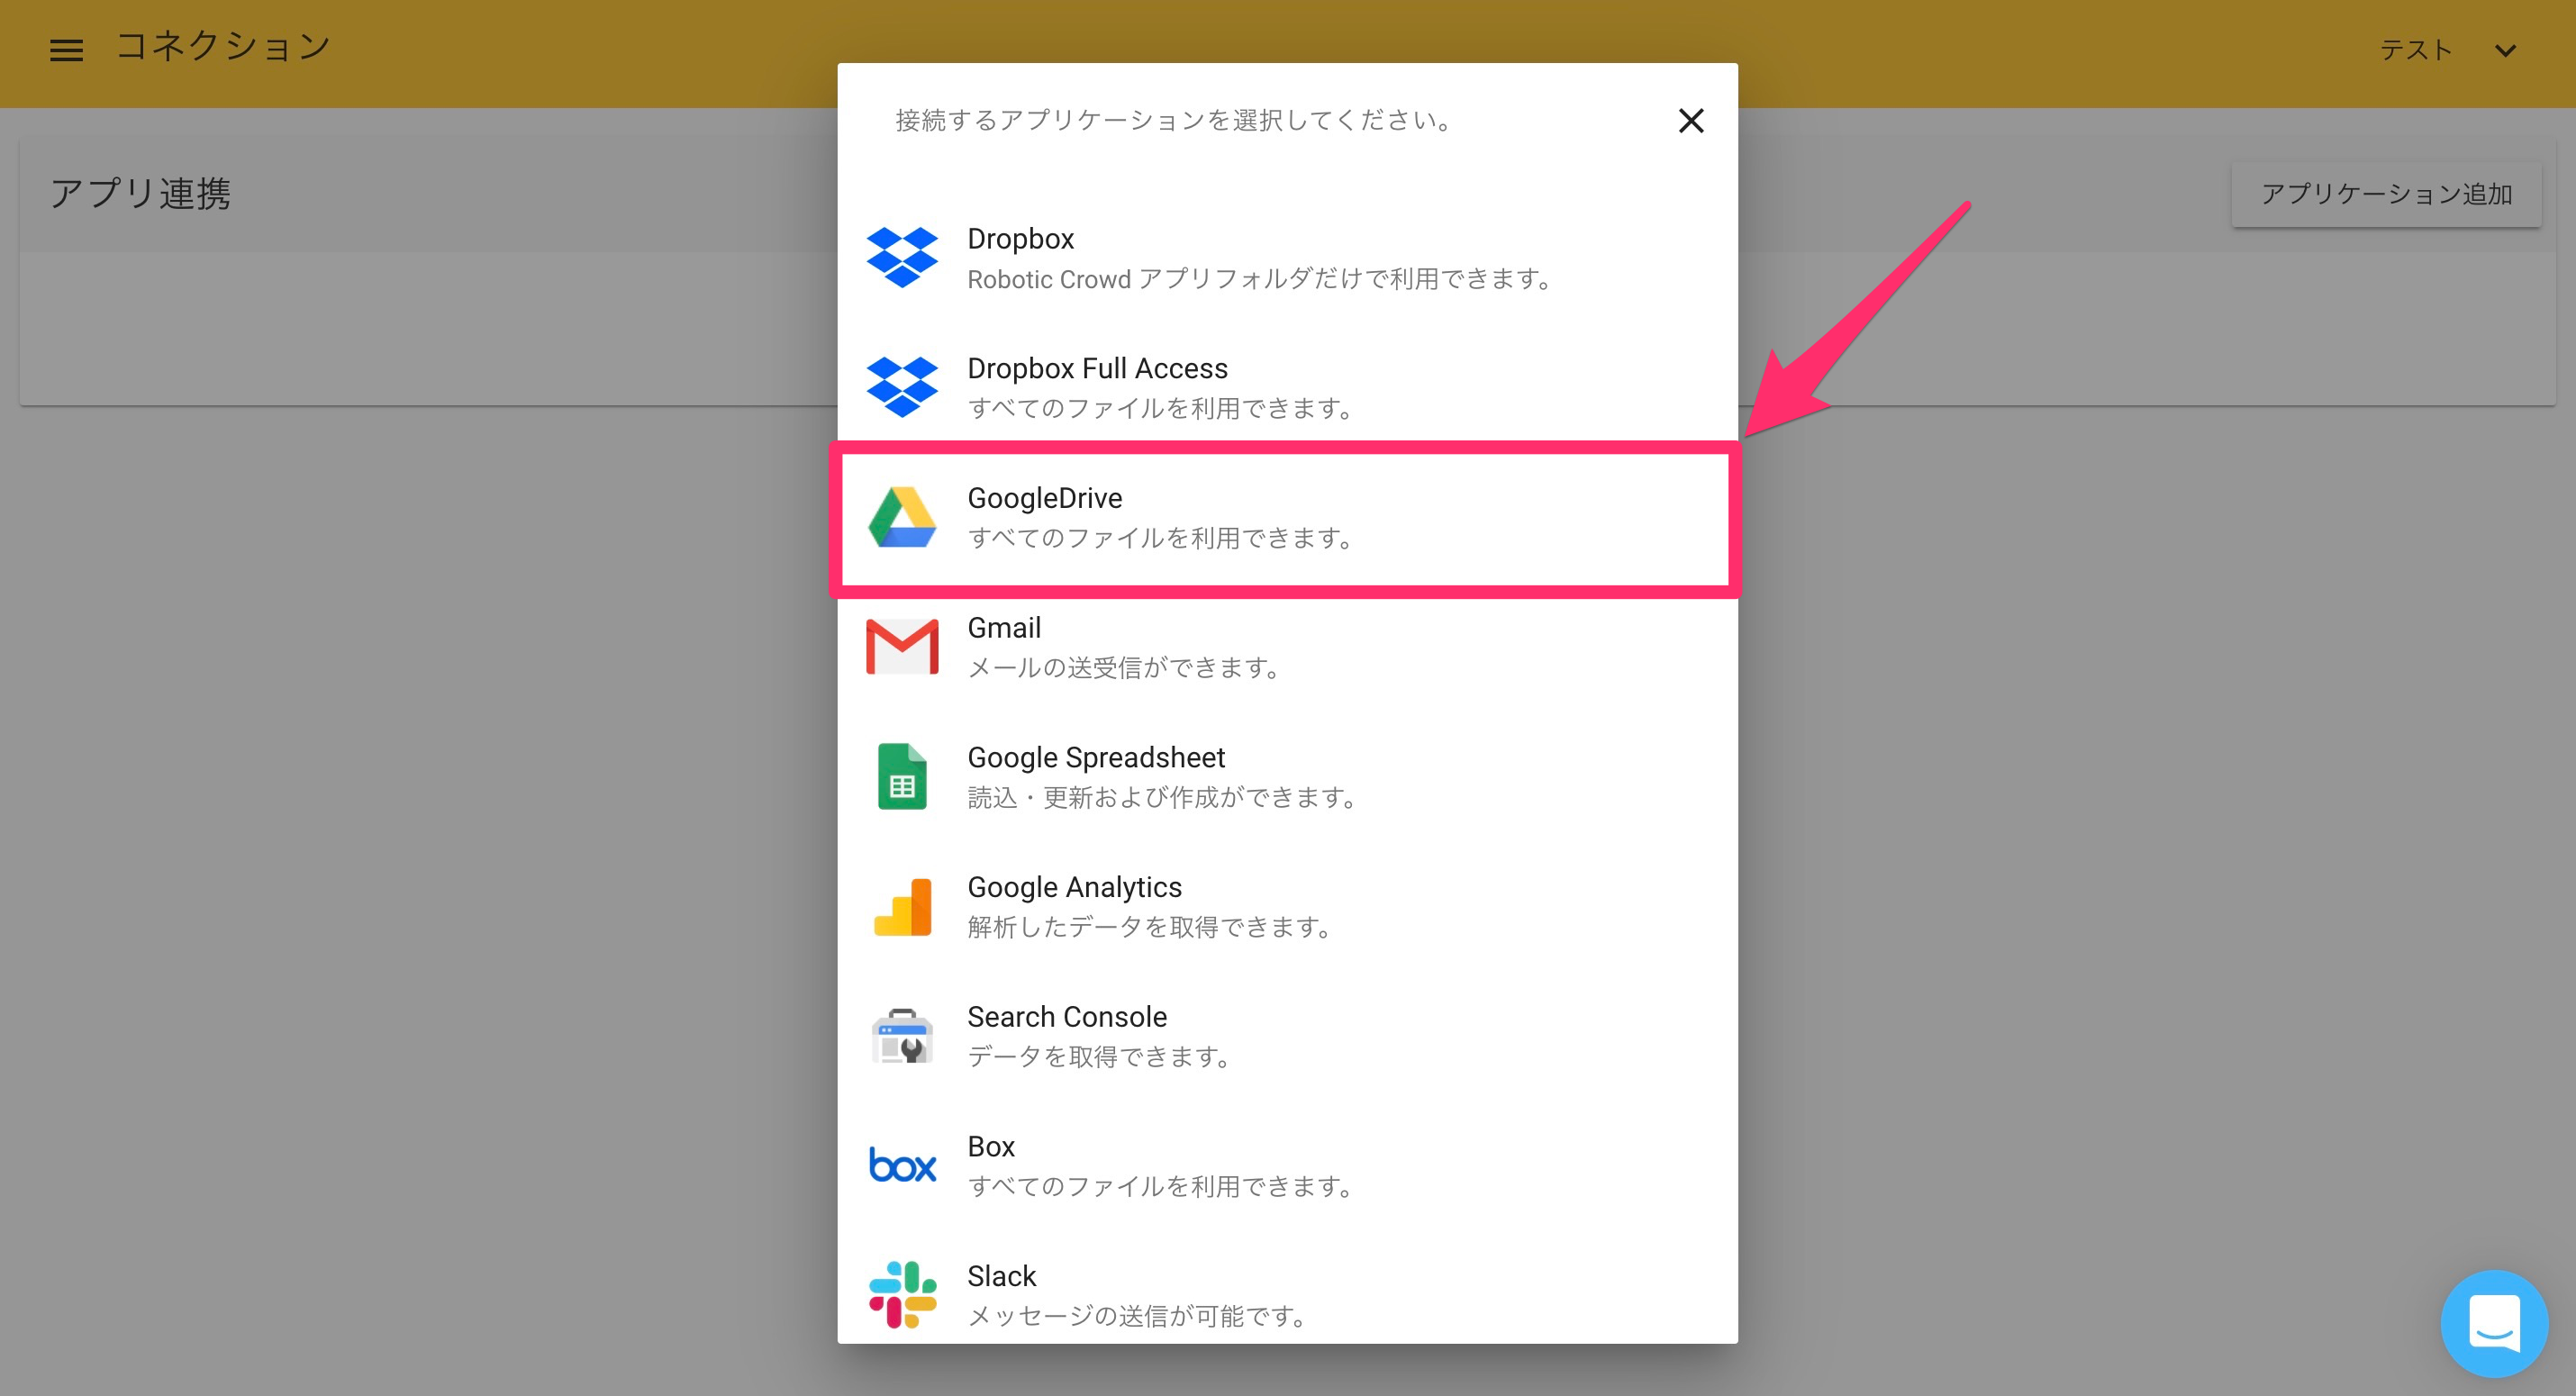 コネクション
テスト
アプリ連携
アプリケーション追加
接続するアプリケーションを選択してください。
Dropbox
Robotic Crowd アプリフォルダだけで利用できます。
Dropbox Full Access
すべてのファイルを利用できます。
GoogleDrive
すべてのファイルを利用できます。
Gmail
メールの送受信ができます。
Google Spreadsheet
読込・更新および作成ができます。
Google Analytics
解析したデータを取得できます。
Search Console
データを取得できます。
box
Box
すべてのファイルを利用できます。
Slack
メッセージの送信が可能です。